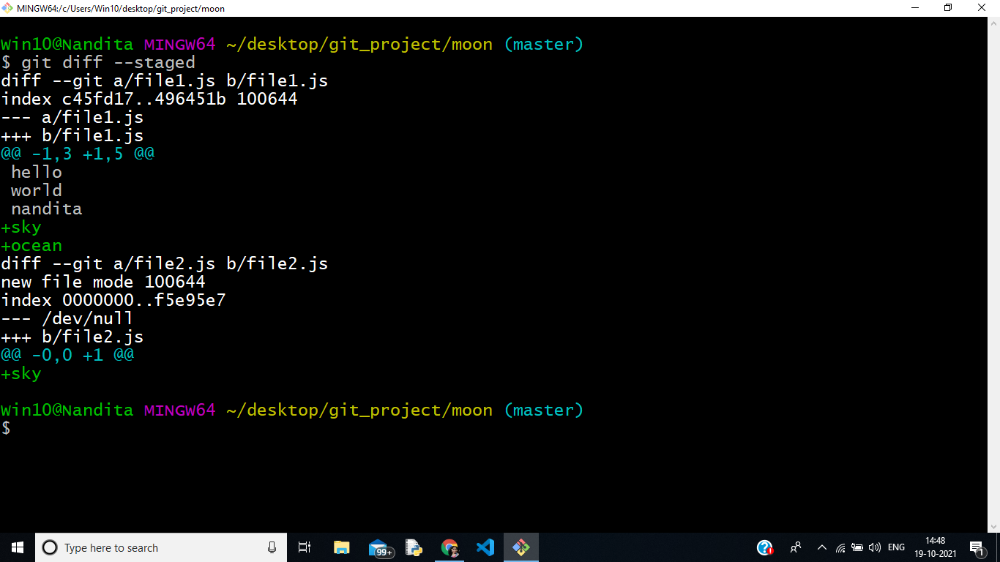 MINGW64:/c/Users/Win10/desktop/git_project/moon
Win10@Nandita MINGW64 ~/desktop/git_project/moon (master)
$ git diff --staged
diff --git a/file1.js b/file1.js
index c45fd17..496451b 100644
--- a/file1.js
+++ b/file1.js
@@ -1,3 +1,5 @@
 hello
 world
 nandita
+sky
+ocean
diff --git a/file2.js b/file2.js
new file mode 100644
index 0000000..f5e95e7
--- /dev/null
+++ b/file2.js
@@ -0,0 +1 @@
+sky
Win10@Nandita MINGW64 ~/desktop/git_project/moon (master)
$
Type here to search
99+
ENG
14:48
19-10-2021
1